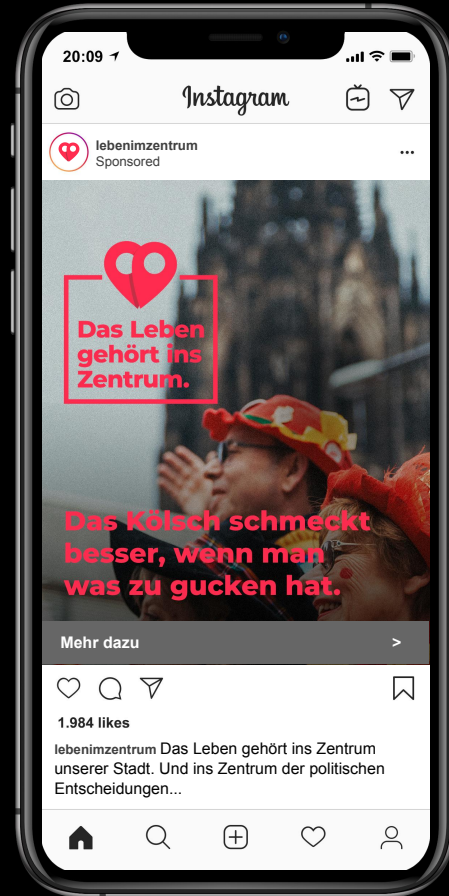 20:09
Instagram
lebenimzentrum
Sponsored
Das Leben
gehört ins
Zentrum.
Das Kölsch schmeckt
besser, wenn man
was zu gucken hat.
Mehr dazu >
1.984 likes
lebenimzentrum Das Leben gehört ins Zentrum
unserer Stadt. Und ins Zentrum der politischen
Entscheidungen...